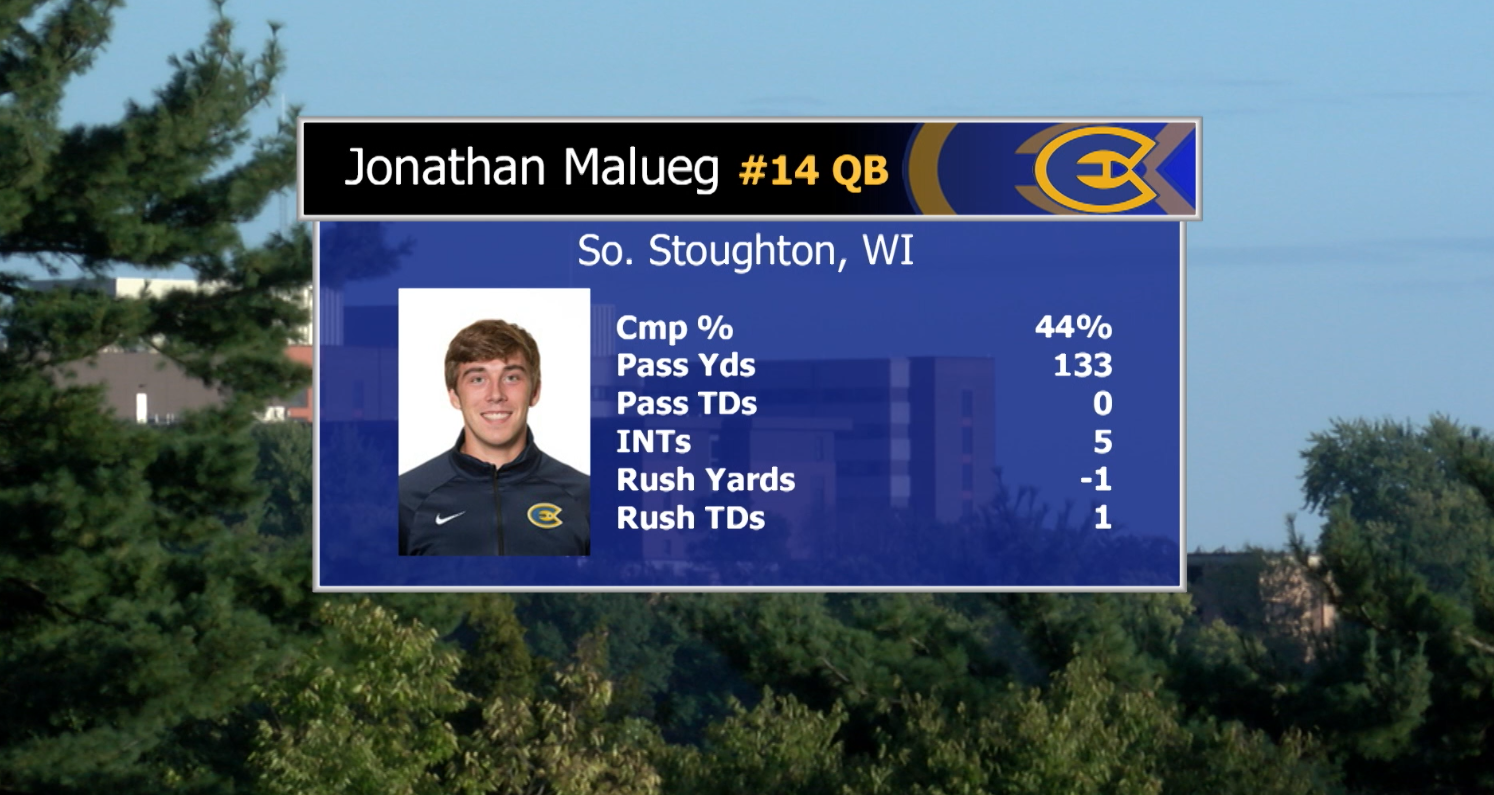 Jonathan Malueg #14 QB
So. Stoughton, WI
Cmp % 44%
Pass Yds 133
Pass TDs 0
INTs 5
Rush Yards -1
Rush TDs 1